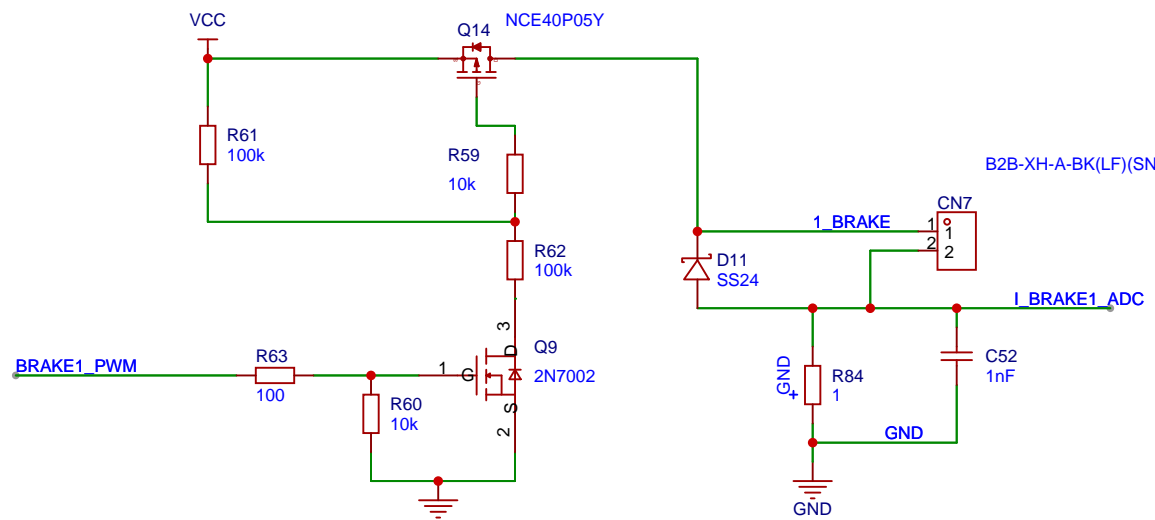 VCC
Q14
NCE40P05Y
R61
100k
R59
10k
B2B-XH-A-BK(LF)(SN
CN7
1_BRAKE
1
1
2
2
R62
100k
D11
SS24
I_BRAKE1_ADC
3
D
Q9
2N7002
BRAKE1_PWM
R63
100
1
G
S
2
R60
10k
GND
+
R84
1
C52
1nF
GND
GND